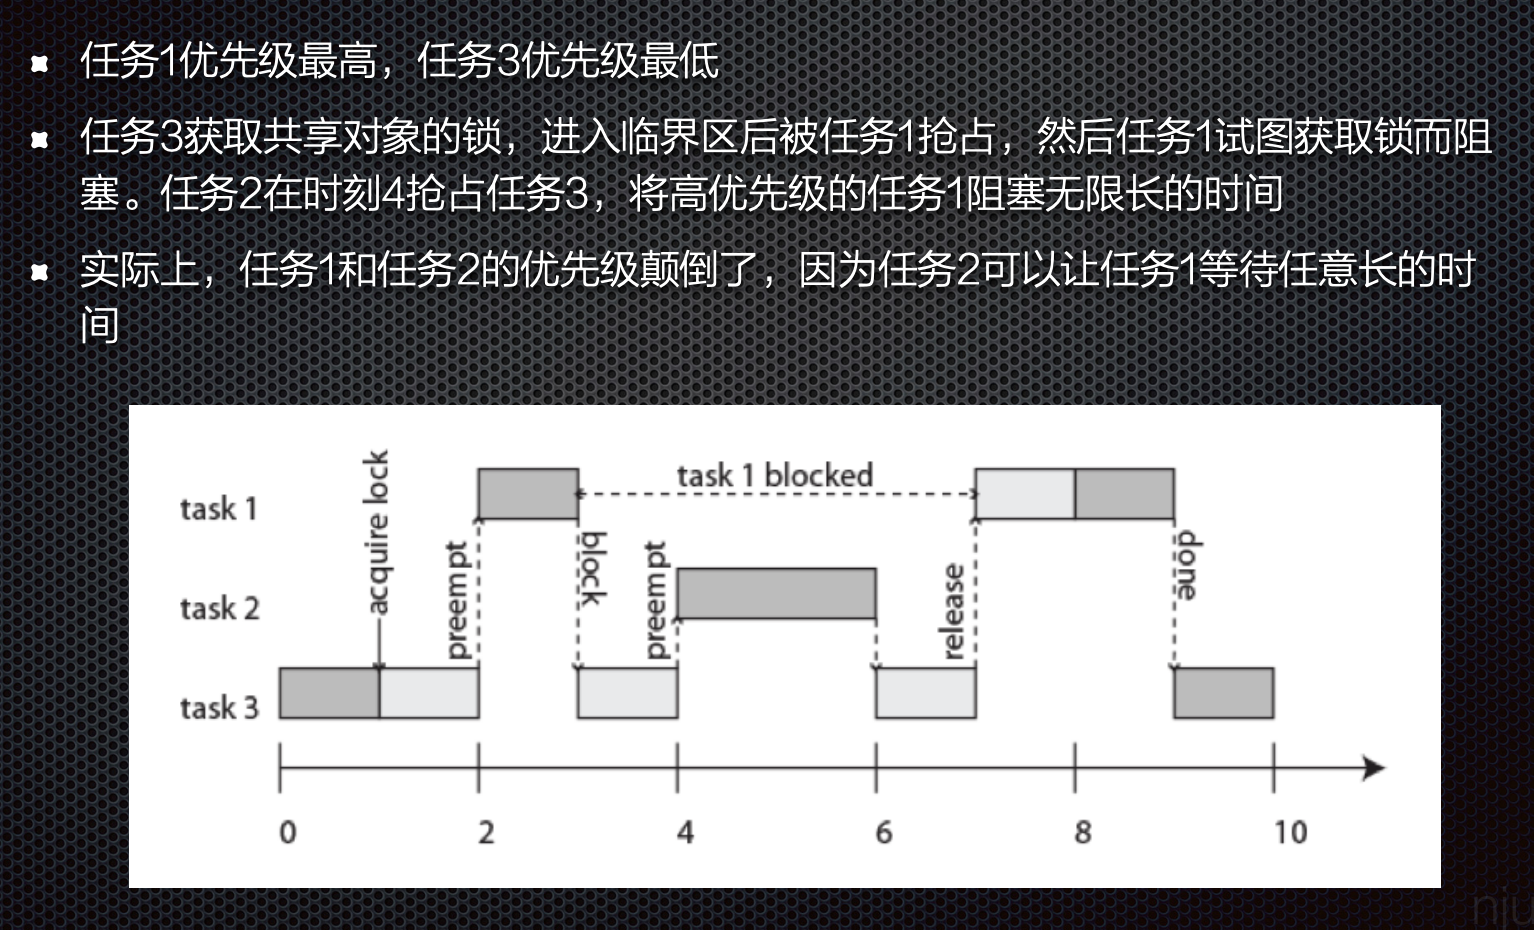 任务1优先级最高，任务3优先级最低
任务3获取共享对象的锁，进入临界区后被任务1抢占，然后任务1试图获取锁而阻
塞。任务2在时刻4抢占任务3，将高优先级的任务1阻塞无限长的时间
实际上，任务1和任务2的优先级颠倒了，因为任务2可以让任务1等待任意长的时
间
acquire lock
task 1 blocked
task 1
preempt
block
preempt
release
done
task 2
task 3
0 2 4 6 8 10
nju